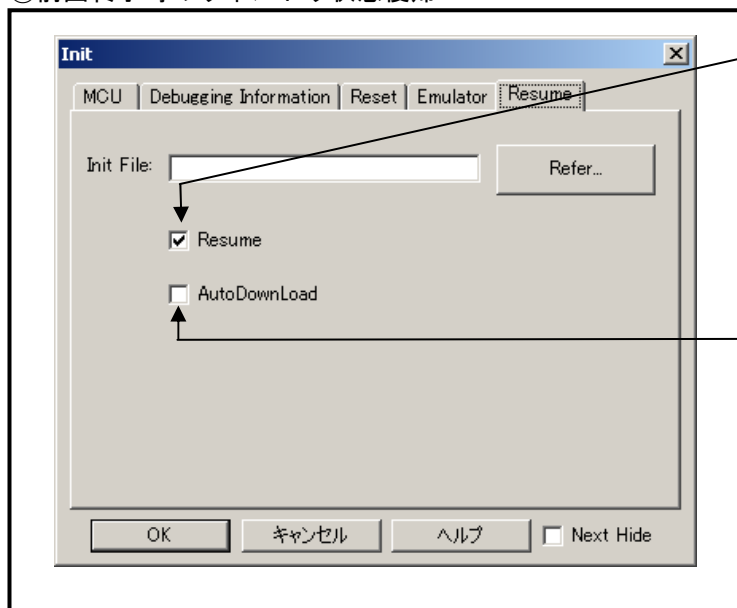 Init
MCU Debugging Information Reset Emulator Resume
Init File: Refer...
Resume
AutoDownLoad
OK キャンセル ヘルプ Next Hide